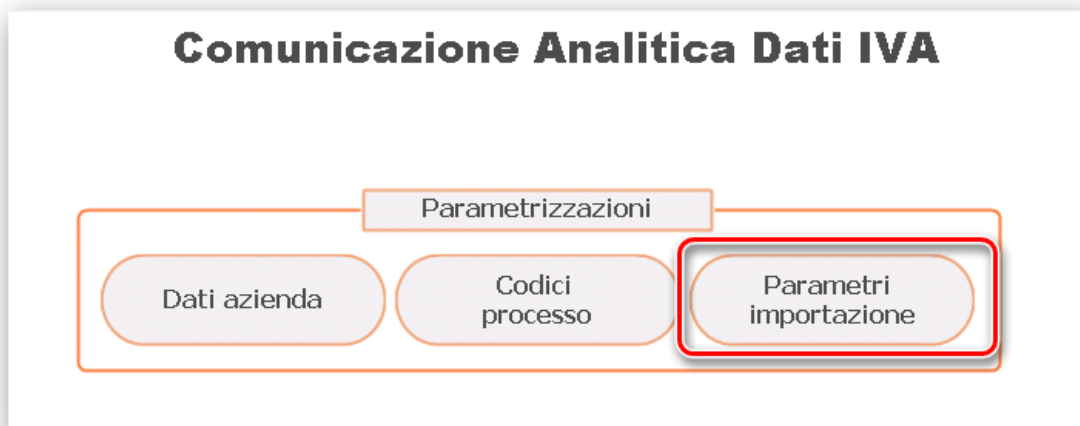 Comunicazione Analitica Dati IVA
Parametrizzazioni
Dati azienda
Codici
processo
Parametri
importazione